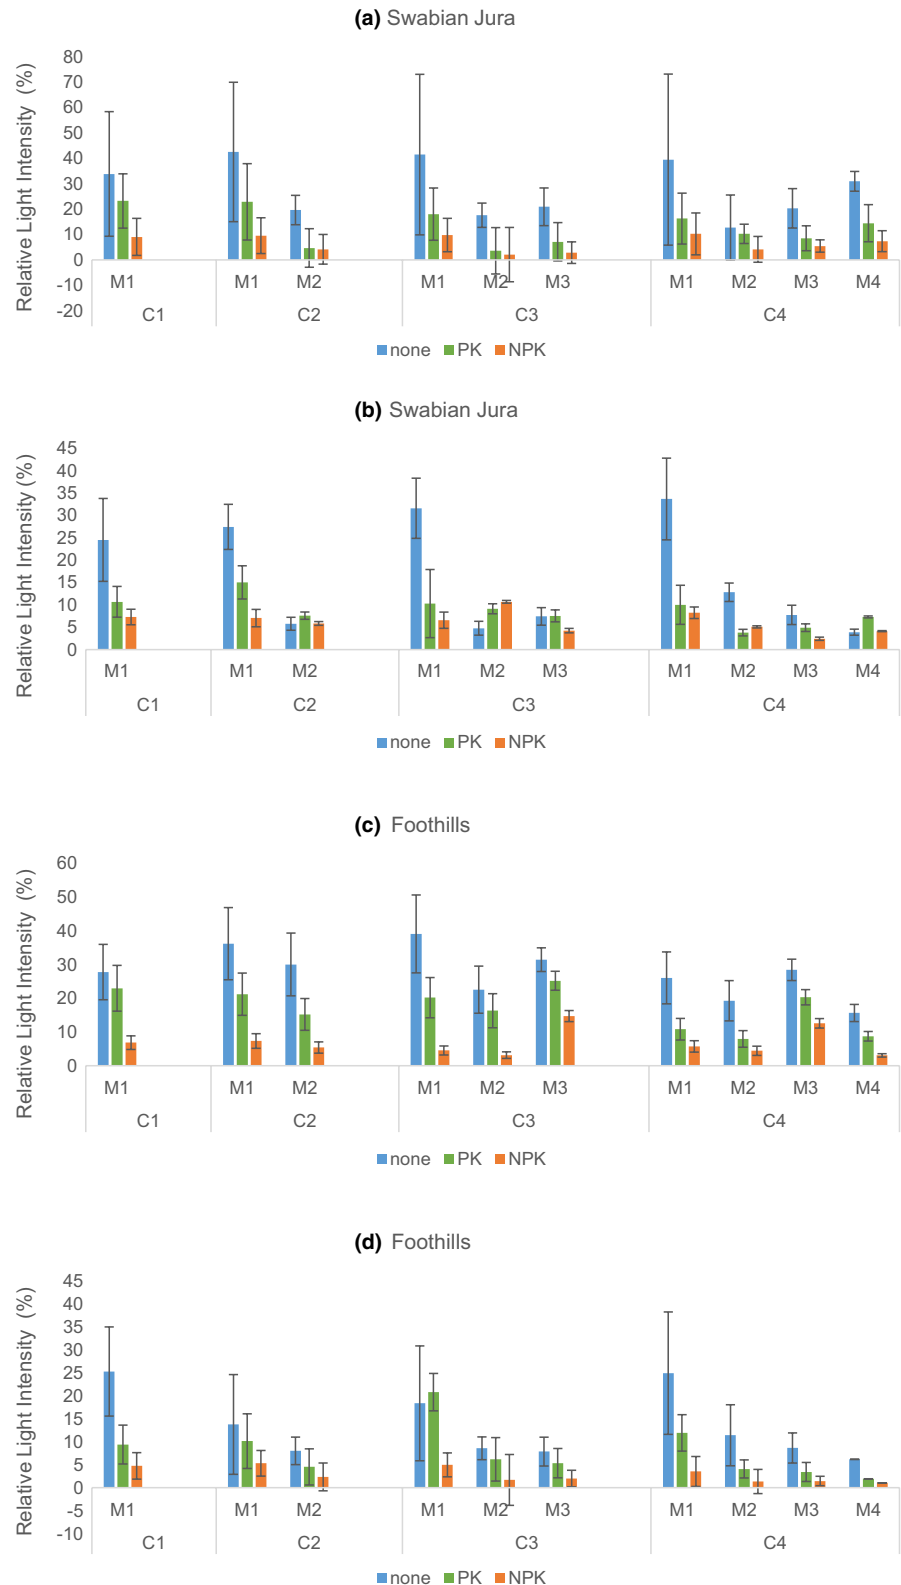 (a) Swabian Jura
Relative Light Intensity (%)
80
70
60
50
40
30
20
10
0
-10
-20
M1 M1 M2 M1 M2 M3 M1 M2 M3 M4
C1 C2 C3 C4
none PK NPK
(b) Swabian Jura
Relative Light Intensity (%)
45
40
35
30
25
20
15
10
5
0
M1 M1 M2 M1 M2 M3 M1 M2 M3 M4
C1 C2 C3 C4
none PK NPK
(c) Foothills
Relative Light Intensity (%)
60
50
40
30
20
10
0
M1 M1 M2 M1 M2 M3 M1 M2 M3 M4
C1 C2 C3 C4
none PK NPK
(d) Foothills
Relative Light Intensity (%)
45
40
35
30
25
20
15
10
5
0
-5
-10
M1 M1 M2 M1 M2 M3 M1 M2 M3 M4
C1 C2 C3 C4
none PK NPK